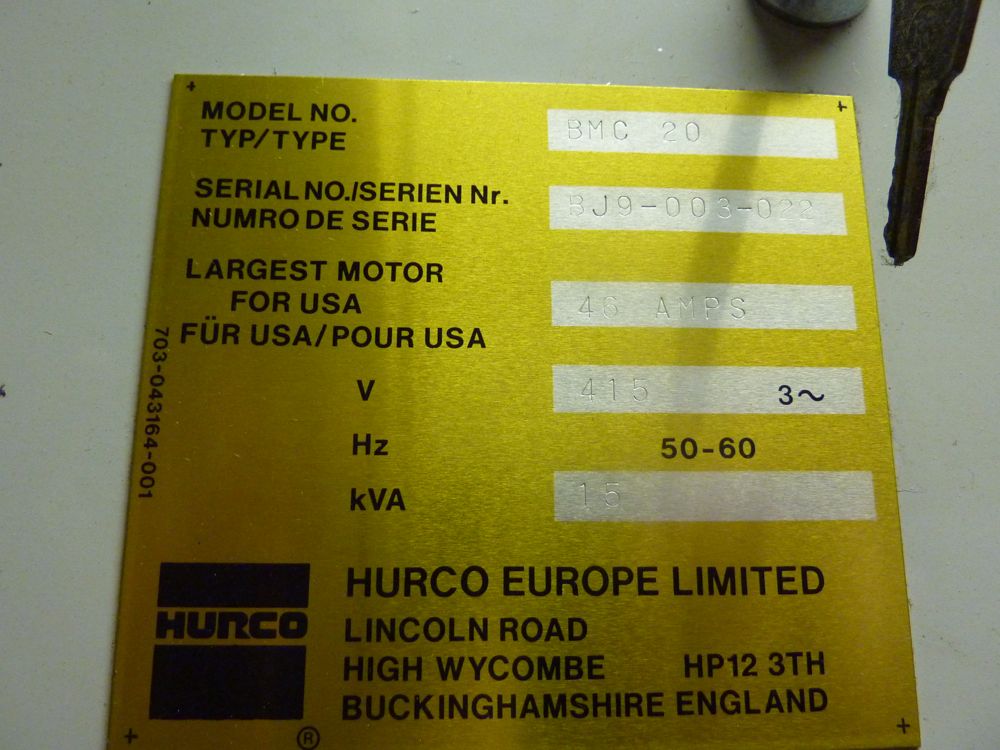 MODEL NO.
TYP/TYPE
BMC 20
SERIAL NO./SERIEN Nr.
NUMRO DE SERIE
BJ9-003-022
LARGEST MOTOR
FOR USA
FÜR USA/POUR USA
46 AMPS
V 415 3~
Hz 50-60
kVA 15
703-043164-001
HURCO
®
HURCO EUROPE LIMITED
LINCOLN ROAD
HIGH WYCOMBE HP12 3TH
BUCKINGHAMSHIRE ENGLAND